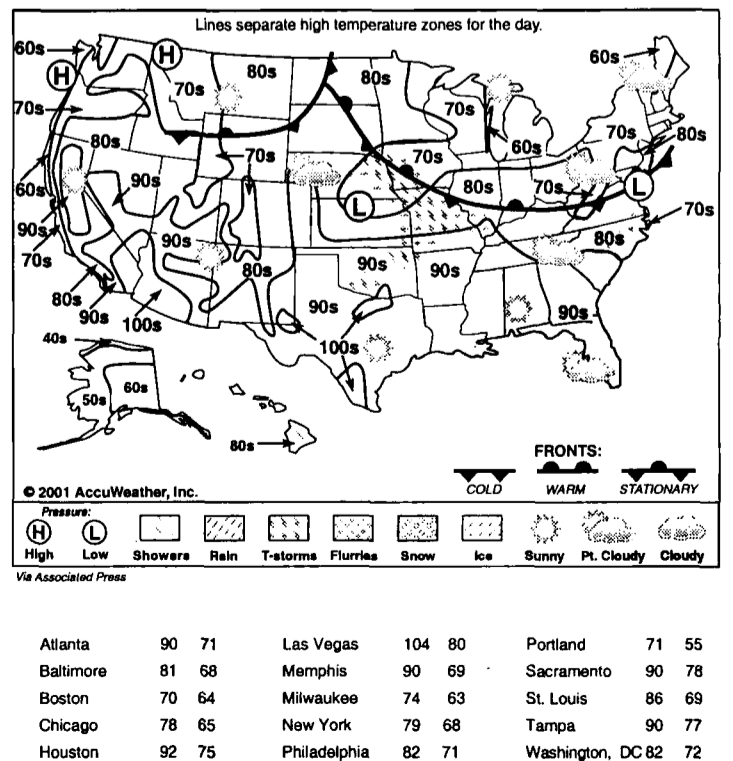 Lines separate high temperature zones for the day.
60s
H
H
70s
80s
80s
60s
70s
70s
60s
70s
80s
80s
70s
70s
90s
80s
70s
L
60s
L
70s
90s
90s
80s
70s
80s
90s
90s
80s
90s
100s
90s
90s
100s
40s
50s
60s
80s
FRONTS:
COLD WARM STATIONARY
© 2001 AccuWeather, Inc.
Pressure:
H L
High Low Showers Rain T-storms Flurries Snow Ice Sunny Pt. Cloudy Cloudy
Via Associated Press
Atlanta 90 71 Las Vegas 104 80 Portland 71 55
Baltimore 81 68 Memphis 90 69 Sacramento 90 78
Boston 70 64 Milwaukee 74 63 St. Louis 86 69
Chicago 78 65 New York 79 68 Tampa 90 77
Houston 92 75 Philadelphia 82 71 Washington, DC 82 72